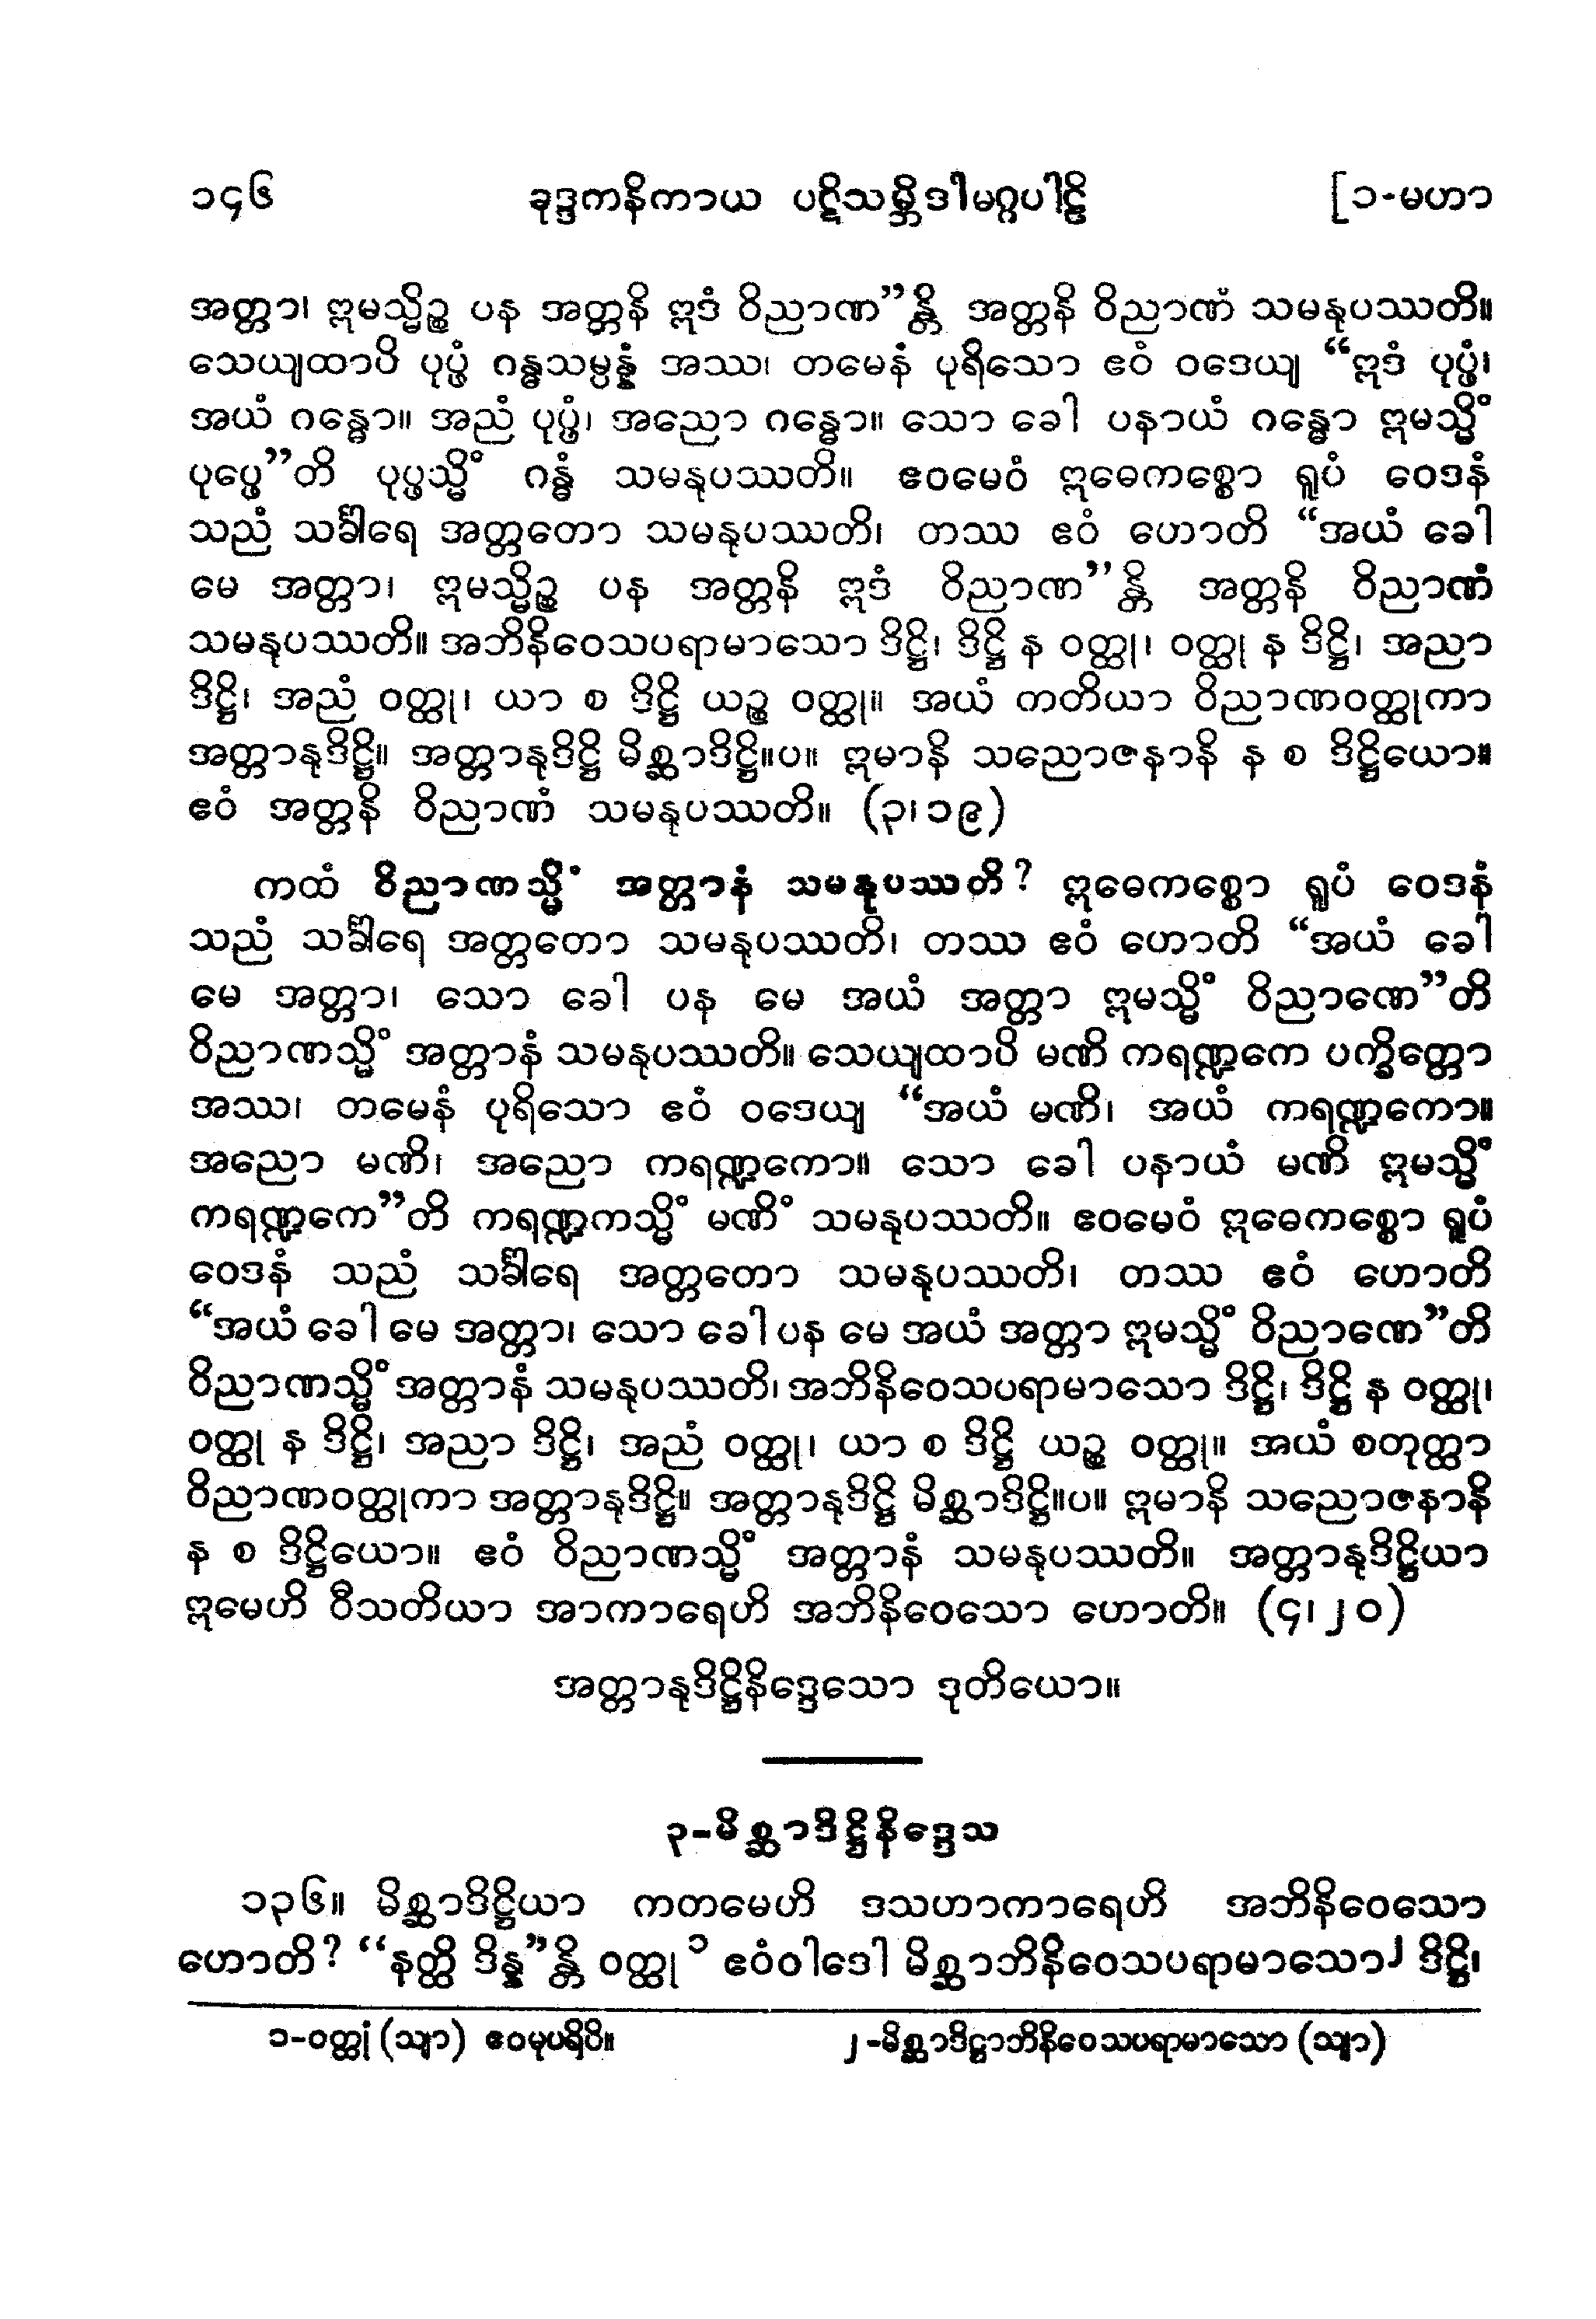 ၁၄၆ ခုဒ္ဒကနိကာယ ပဋိသမ္ဘိဒါမဂ္ဂပါဠိ [၁-မဟာ
အတ္တာ၊ ဣမသ္မိဉ္စ ပန အတ္တနိ ဣဒံ ဝိညာဏ”န္တိ အတ္တနိ ဝိညာဏံ သမနုပဿတိ။
သေယျထာပိ ပုပ္ဖံ ဂန္ဓသမ္ပန္နံ အဿ၊ တမေနံ ပုရိသော ဧဝံ ဝဒေယျ “ဣဒံ ပုပ္ဖံ၊
အယံ ဂန္ဓော။ အညံ ပုပ္ဖံ၊ အညော ဂန္ဓော။ သော ခေါ ပနာယံ ဂန္ဓော ဣမသ္မိံ
ပုပ္ဖေ”တိ ပုပ္ဖသ္မိံ ဂန္ဓံ သမနုပဿတိ။ ဧဝမေဝံ ဣဓေကစ္စော ရူပံ ဝေဒနံ
သညံ သင်္ခါရေ အတ္တတော သမနုပဿတိ၊ တဿ ဧဝံ ဟောတိ “အယံ ခေါ
မေ အတ္တာ၊ ဣမသ္မိဉ္စ ပန အတ္တနိ ဣဒံ ဝိညာဏ”န္တိ အတ္တနိ ဝိညာဏံ
သမနုပဿတိ။ အဘိနိဝေသပရာမာသော ဒိဋ္ဌိ၊ ဒိဋ္ဌိ န ဝတ္ထု၊ ဝတ္ထု န ဒိဋ္ဌိ၊ အညာ
ဒိဋ္ဌိ၊ အညံ ဝတ္ထု၊ ယာ စ ဒိဋ္ဌိ ယဉ္စ ဝတ္ထု။ အယံ ကတိယာ ဝိညာဏဝတ္ထုကာ
အတ္တာနုဒိဋ္ဌိ။ အတ္တာနုဒိဋ္ဌိ မိစ္ဆာဒိဋ္ဌိ။ပ။ ဣမာနိ သညောဇနာနိ န စ ဒိဋ္ဌိယော။
ဧဝံ အတ္တနိ ဝိညာဏံ သမနုပဿတိ။ (၃၊၁၉)
ကထံ ဝိညာဏသ္မိံ အတ္တာနံ သမနုပဿတိ? ဣဓေကစ္စော ရူပံ ဝေဒနံ
သညံ သင်္ခါရေ အတ္တတော သမနုပဿတိ၊ တဿ ဧဝံ ဟောတိ “အယံ ခေါ
မေ အတ္တာ၊ သော ခေါ ပန မေ အယံ အတ္တာ ဣမသ္မိံ ဝိညာဏေ”တိ
ဝိညာဏသ္မိံ အတ္တာနံ သမနုပဿတိ။ သေယျထာပိ မဏိ ကရဏ္ဍကေ ပက္ခိတ္တော
အဿ၊ တမေနံ ပုရိသော ဧဝံ ဝဒေယျ “အယံ မဏိ၊ အယံ ကရဏ္ဍကော။
အညော မဏိ၊ အညော ကရဏ္ဍကော။ သော ခေါ ပနာယံ မဏိ ဣမသ္မိံ
ကရဏ္ဍကေ”တိ ကရဏ္ဍကသ္မိံ မဏိံ သမနုပဿတိ။ ဧဝမေဝံ ဣဓေကစ္စော ရူပံ
ဝေဒနံ သညံ သင်္ခါရေ အတ္တတော သမနုပဿတိ၊ တဿ ဧဝံ ဟောတိ
“အယံ ခေါ မေ အတ္တာ၊ သော ခေါ ပန မေ အယံ အတ္တာ ဣမသ္မိံ ဝိညာဏေ”တိ
ဝိညာဏသ္မိံ အတ္တာနံ သမနုပဿတိ၊ အဘိနိဝေသပရာမာသော ဒိဋ္ဌိ၊ ဒိဋ္ဌိ န ဝတ္ထု၊
ဝတ္ထု န ဒိဋ္ဌိ၊ အညာ ဒိဋ္ဌိ၊ အညံ ဝတ္ထု၊ ယာ စ ဒိဋ္ဌိ ယဉ္စ ဝတ္ထု။ အယံ စတုတ္ထာ
ဝိညာဏဝတ္ထုကာ အတ္တာနုဒိဋ္ဌိ။ အတ္တာနုဒိဋ္ဌိ မိစ္ဆာဒိဋ္ဌိ။ပ။ ဣမာနိ သညောဇနာနိ
န စ ဒိဋ္ဌိယော။ ဧဝံ ဝိညာဏသ္မိံ အတ္တာနံ သမနုပဿတိ။ အတ္တာနုဒိဋ္ဌိယာ
ဣမေဟိ ဝီသတိယာ အာကာရေဟိ အဘိနိဝေသော ဟောတိ။ (၄၊၂၀)
အတ္တာနုဒိဋ္ဌိနိဒ္ဒေသော ဒုတိယော။
၃-မိစ္ဆာဒိဋ္ဌိနိဒ္ဒေသ
၁၃၆။ မိစ္ဆာဒိဋ္ဌိယာ ကတမေဟိ ဒသဟာကာရေဟိ အဘိနိဝေသော
ဟောတိ? “နတ္ထိ ဒိန္န”န္တိ ဝတ္ထု ၁ ဧဝံဝါဒေါ မိစ္ဆာဘိနိဝေသပရာမာသော၂ ဒိဋ္ဌိ၊
၁-ဝတ္ထုံ (သျာ) ဧဝမုပရိပိ။ ၂-မိစ္ဆာဒိဋ္ဌာဘိနိဝေသပရာမာသော (သျာ)